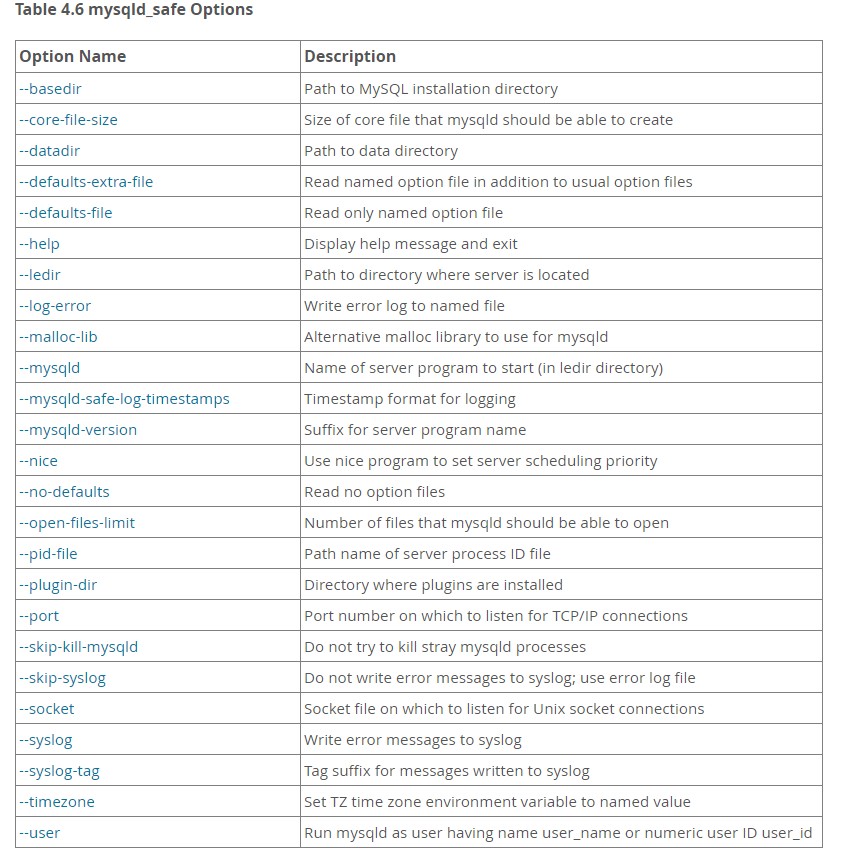 Table 4.6 mysqld_safe Options
Option Name Description
--basedir Path to MySQL installation directory
--core-file-size Size of core file that mysqld should be able to create
--datadir Path to data directory
--defaults-extra-file Read named option file in addition to usual option files
--defaults-file Read only named option file
--help Display help message and exit
--ledir Path to directory where server is located
--log-error Write error log to named file
--malloc-lib Alternative malloc library to use for mysqld
--mysqld Name of server program to start (in ledir directory)
--mysqld-safe-log-timestamps Timestamp format for logging
--mysqld-version Suffix for server program name
--nice Use nice program to set server scheduling priority
--no-defaults Read no option files
--open-files-limit Number of files that mysqld should be able to open
--pid-file Path name of server process ID file
--plugin-dir Directory where plugins are installed
--port Port number on which to listen for TCP/IP connections
--skip-kill-mysqld Do not try to kill stray mysqld processes
--skip-syslog Do not write error messages to syslog; use error log file
--socket Socket file on which to listen for Unix socket connections
--syslog Write error messages to syslog
--syslog-tag Tag suffix for messages written to syslog
--timezone Set TZ time zone environment variable to named value
--user Run mysqld as user having name user_name or numeric user ID user_id